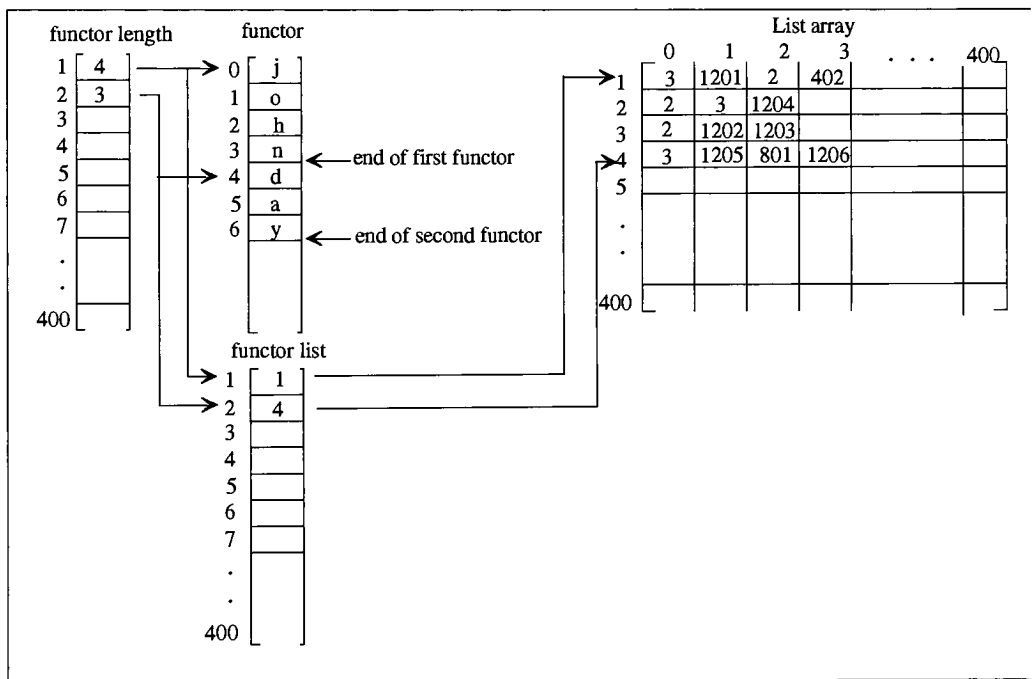 functor length
1 4
2 3
3
4
5
6
7
.
.
400
functor
0 j
1 o
2 h
3 n
4 d
5 a
6 y
end of first functor
end of second functor
functor list
1 1
2 4
3
4
5
6
7
.
.
400
List array
0 1 2 3 . . . 400
1 3 1201 2 402
2 2 3 1204
3 2 1202 1203
4 3 1205 801 1206
5
.
.
400